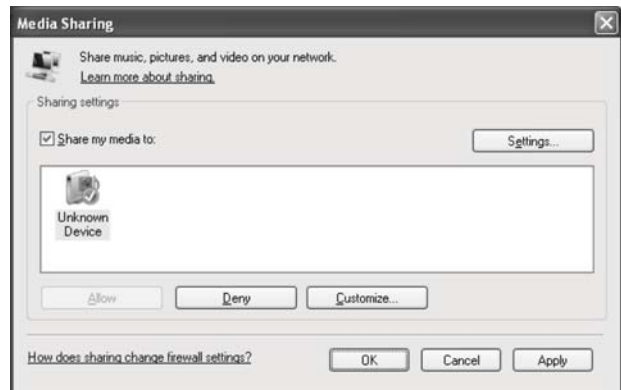 Media Sharing
Share music, pictures, and video on your network.
Learn more about sharing.
Sharing settings
Share my media to:
Settings...
Unknown
Device
Allow
Deny
Customize...
How does sharing change firewall settings?
OK
Cancel
Apply